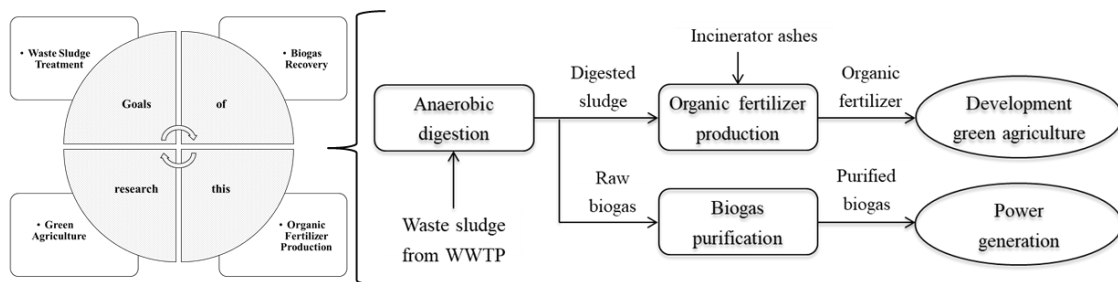 • Waste Sludge
Treatment
• Biogas
Recovery
Goals
of
research
this
• Green
Agriculture
• Organic
Fertilizer
Production
Incinerator ashes
Anaerobic
digestion
Digested
sludge
Organic fertilizer
production
Organic
fertilizer
Development
green agriculture
Waste sludge
from WWTP
Raw
biogas
Biogas
purification
Purified
biogas
Power
generation